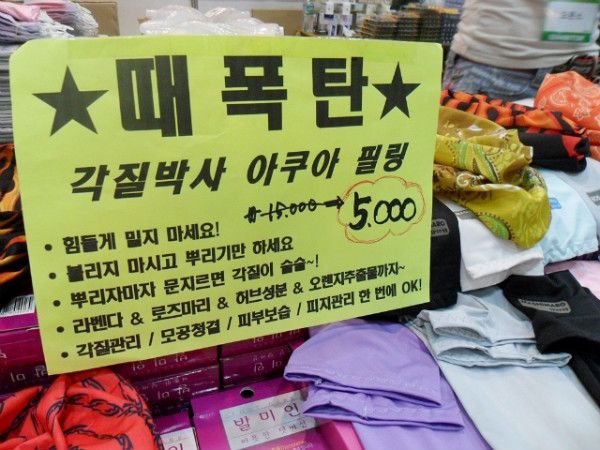 ★때폭탄★
각질박사 아쿠아 필링
₩15.000→ 5.000
• 힘들게 밀지 마세요!
• 불리지 마시고 뿌리기만 하세요
• 뿌리자마자 문지르면 각질이 술술~!
• 라벤다 & 로즈마리 & 허브성분 & 오렌지추출물까지~
• 각질관리 / 모공청결 / 피부보습 / 피지관리 한 번에 OK!
발미인